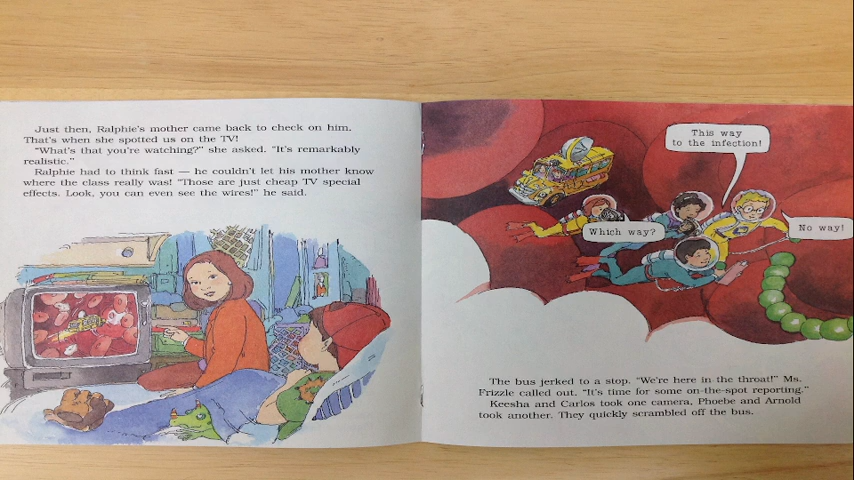 Just then, Ralphie's mother came back to check on him.
That's when she spotted us on the TV!
"What's that you're watching?" she asked. "It's remarkably
realistic."
Ralphie had to think fast — he couldn't let his mother know
where the class really was! "Those are just cheap TV special
effects. Look, you can even see the wires!" he said.
This way
to the infection!
Which way?
No way!
The bus jerked to a stop. "We're here in the throat!" Ms.
Frizzle called out. "It's time for some on-the-spot reporting."
Keesha and Carlos took one camera, Phoebe and Arnold
took another. They quickly scrambled off the bus.